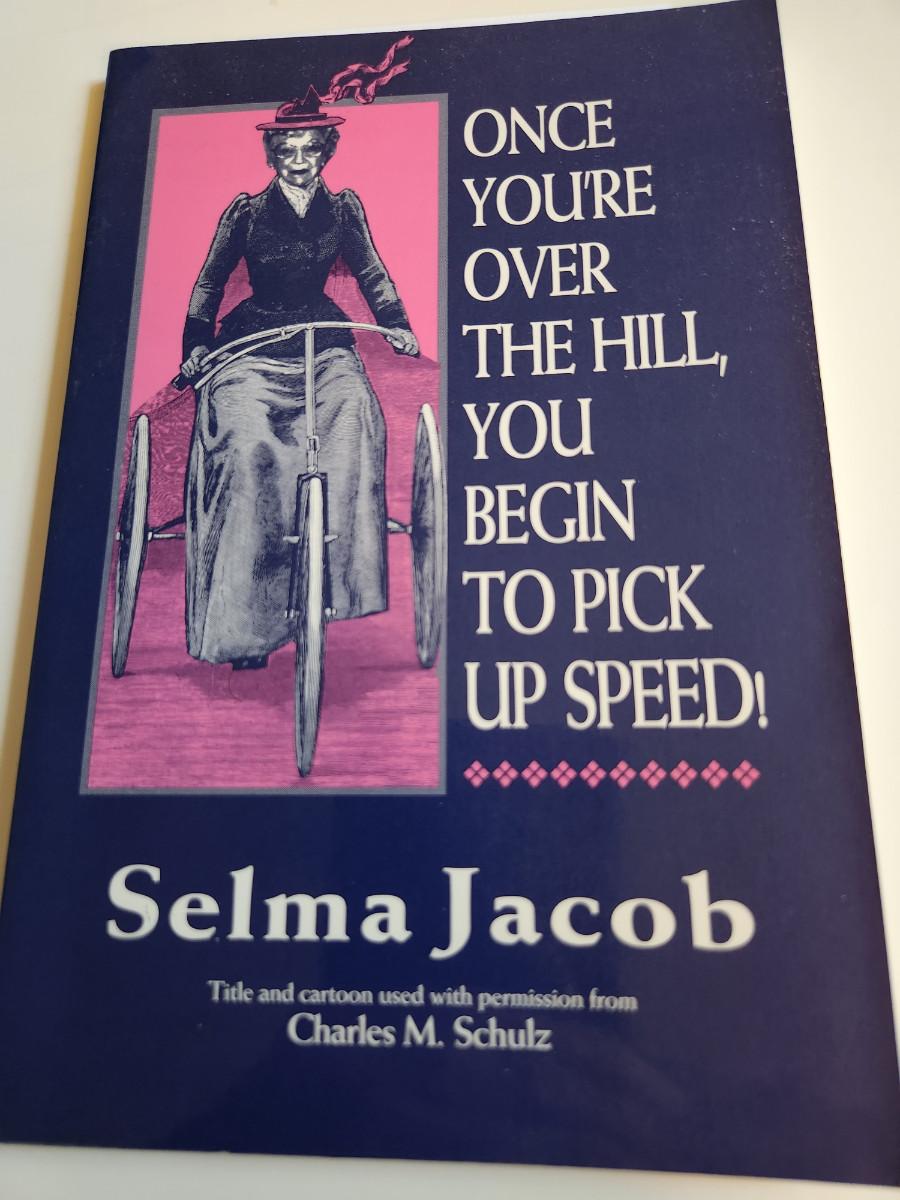 ONCE
YOU'RE
OVER
THE HILL,
YOU
BEGIN
TO PICK
UP SPEED!
Selma Jacob
Title and cartoon used with permission from
Charles M. Schulz